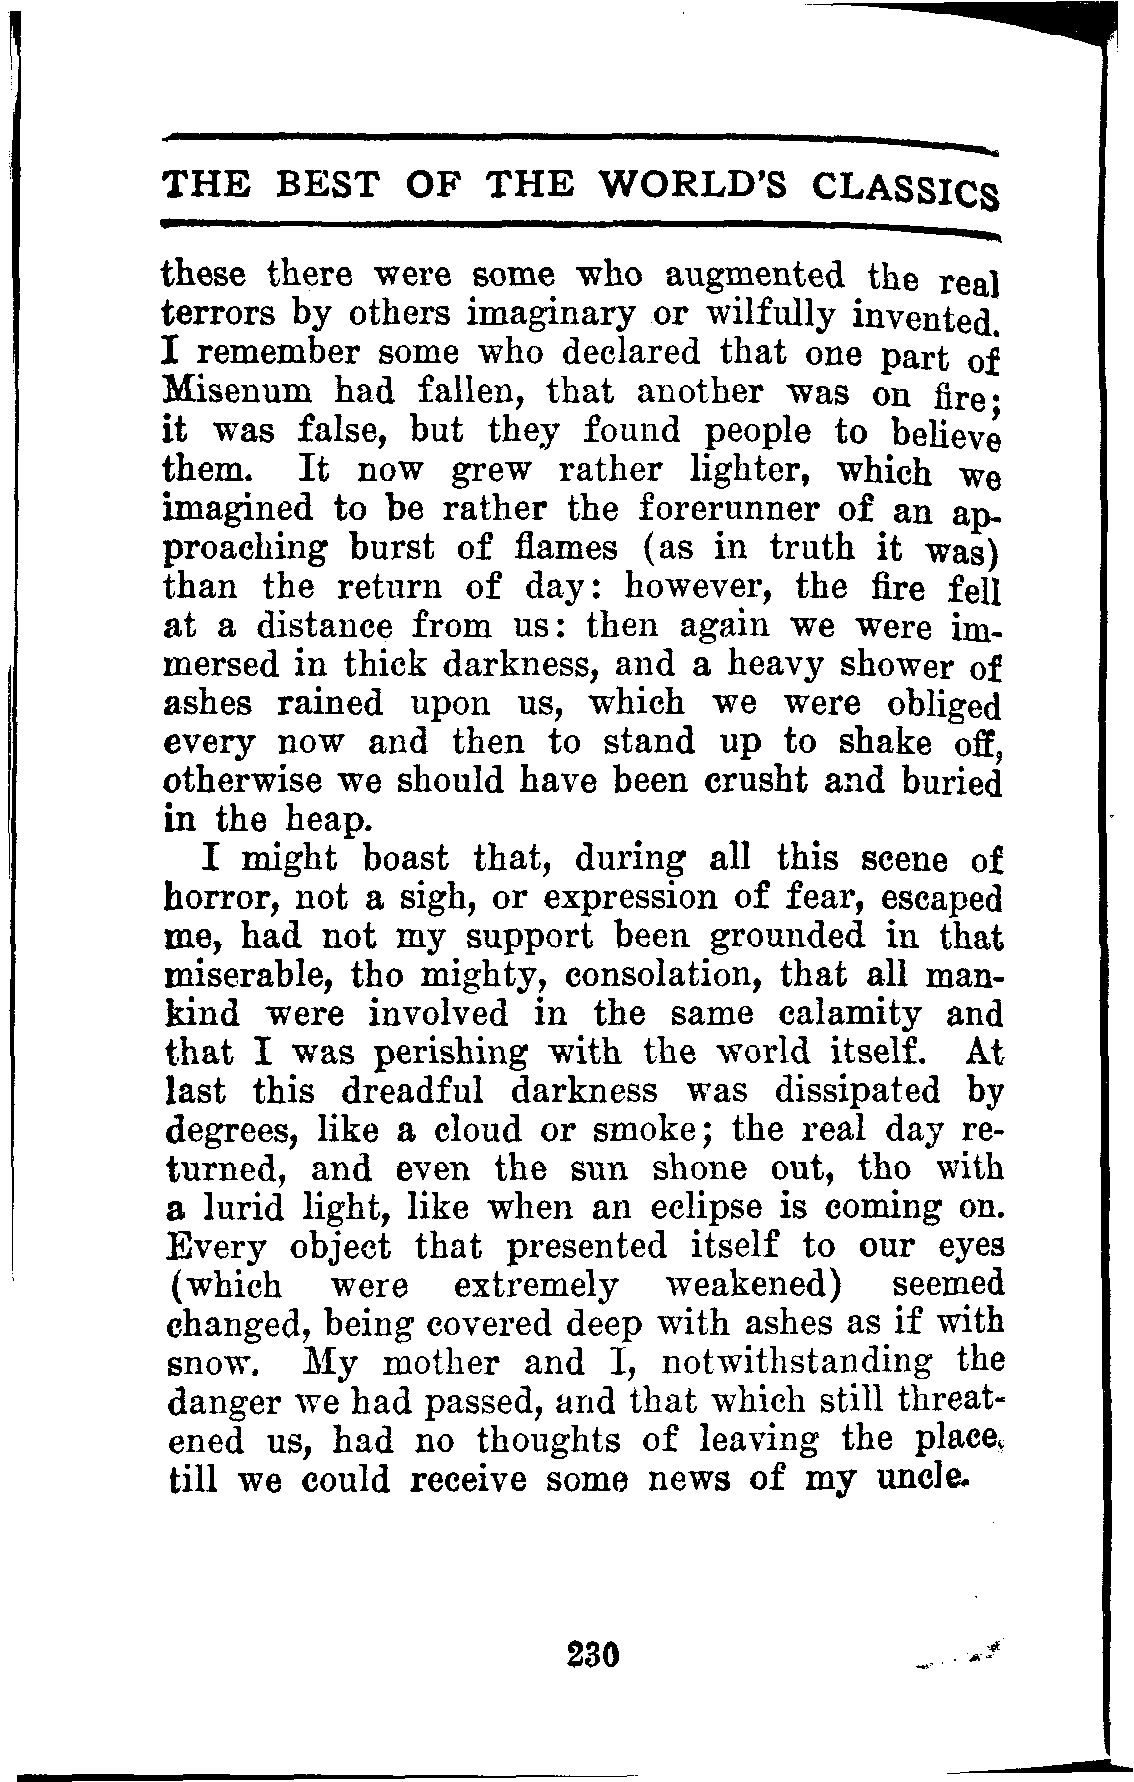 THE BEST OF THE WORLD'S CLASSICS
these there were some who augmented the real
terrors by others imaginary or wilfully invented.
I remember some who declared that one part of
Misenum had fallen, that another was on fire;
it was false, but they found people to believe
them. It now grew rather lighter, which we
imagined to be rather the forerunner of an ap-
proaching burst of flames (as in truth it was)
than the return of day: however, the fire fell
at a distance from us: then again we were im-
mersed in thick darkness, and a heavy shower of
ashes rained upon us, which we were obliged
every now and then to stand up to shake off,
otherwise we should have been crusht and buried
in the heap.
I might boast that, during all this scene of
horror, not a sigh, or expression of fear, escaped
me, had not my support been grounded in that
miserable, tho mighty, consolation, that all man-
kind were involved in the same calamity and
that I was perishing with the world itself. At
last this dreadful darkness was dissipated by
degrees, like a cloud or smoke; the real day re-
turned, and even the sun shone out, tho with
a lurid light, like when an eclipse is coming on.
Every object that presented itself to our eyes
(which were extremely weakened) seemed
changed, being covered deep with ashes as if with
snow. My mother and I, notwithstanding the
danger we had passed, and that which still threat-
ened us, had no thoughts of leaving the place,
till we could receive some news of my uncle.
230